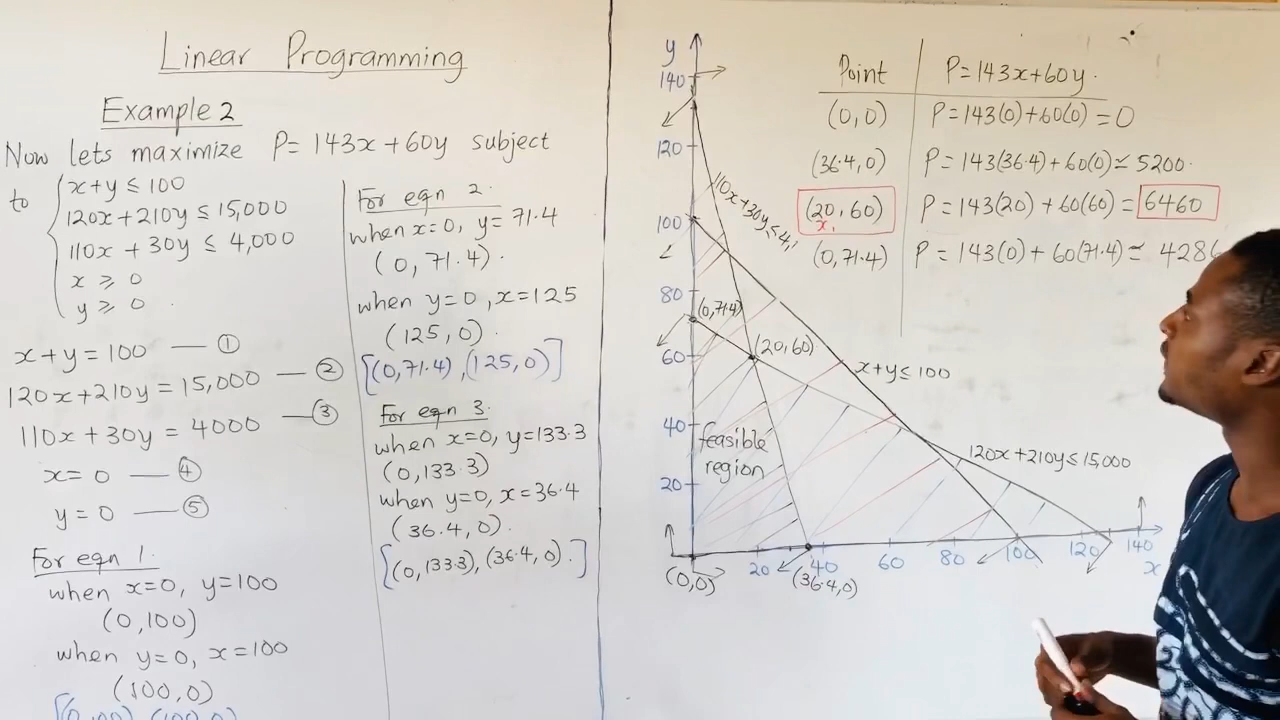 Linear Programming
Example 2
Now lets maximize P= 143x+60y subject
to
x+y ≤ 100
120x+210y ≤ 15,000
110x + 30y ≤ 4,000
x ≥ 0
y ≥ 0
x+y = 100 — ①
120x+210y = 15,000 — ②
110x + 30y = 4000 — ③
x= 0 — ④
y = 0 — ⑤
For eqn 1.
when x=0, y=100
(0,100)
when y=0, x=100
(100,0)
[(0,100), (100,0)
For eqn 2.
when x=0, y= 71.4
(0, 71.4).
when y=0, x=125
(125, 0).
[(0,71.4), (125,0)]
For eqn 3.
when x=0, y=133.3
(0,133.3)
when y=0, x=36.4
(36.4, 0).
[(0,133.3), (36.4, 0).]
y
140
120
100
80
60
40
20
110x+30y≤4,
(0,71.4)
(20,60)
x+y≤100
120x+210y≤15,000
feasible
region
(0,0)
20
(36.4,0)
40
60
80
100
120
140
x
Point P=143x+60y.
(0,0) P= 143(0)+60(0) = 0
(36.4,0) P= 143(36.4)+60(0) ≃ 5200.
(20,60) P= 143(20) + 60(60) = 6460
x,
(0,71.4) P = 143(0) + 60(71.4) ≃ 4286